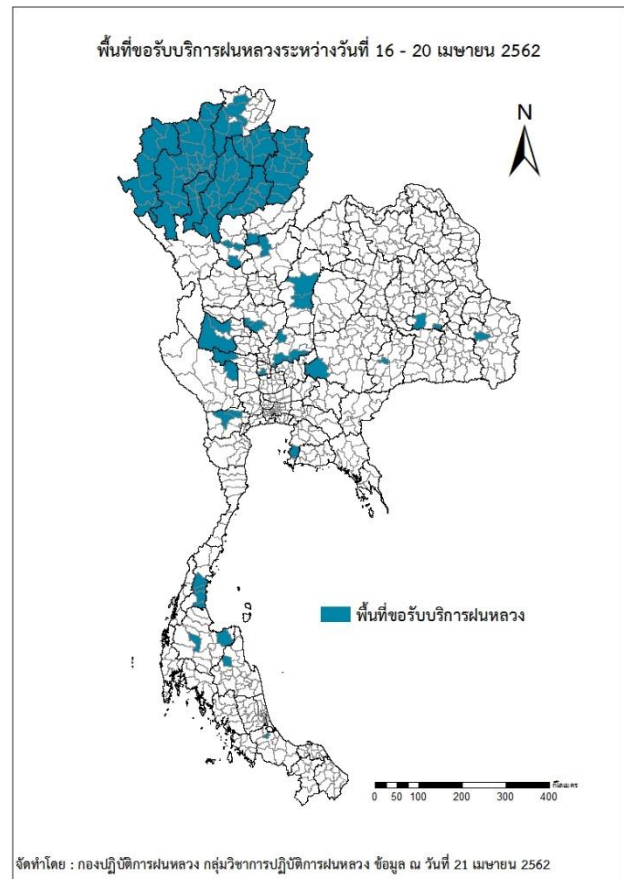 พื้นที่ขอรับบริการฝนหลวงระหว่างวันที่ 16 - 20 เมษายน 2562
N
พื้นที่ขอรับบริการฝนหลวง
กิโลเมตร
0 50 100 200 300 400
จัดทำโดย : กองปฏิบัติการฝนหลวง กลุ่มวิชาการปฏิบัติการฝนหลวง ข้อมูล ณ วันที่ 21 เมษายน 2562